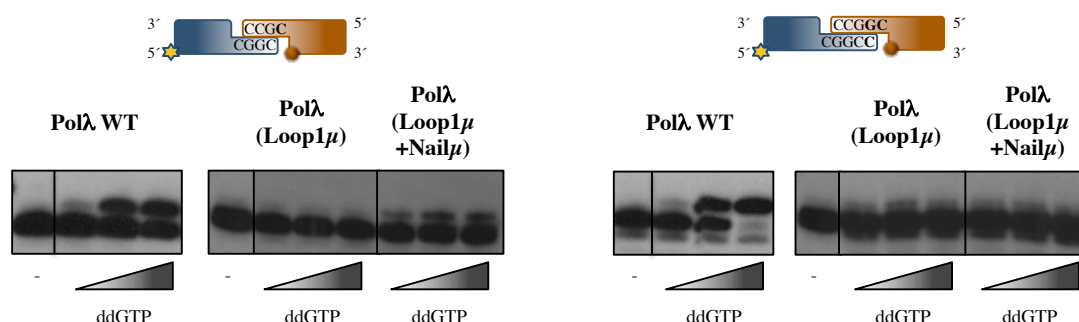 3´ CCGC 5´
5´ CGGC 3´
Polλ WT
Polλ
(Loop1μ)
Polλ
(Loop1μ
+Nailμ)
- - 
ddGTP ddGTP ddGTP
3´ CCGGC 5´
5´ CGGCC 3´
Polλ WT
Polλ
(Loop1μ)
Polλ
(Loop1μ
+Nailμ)
- -
ddGTP ddGTP ddGTP